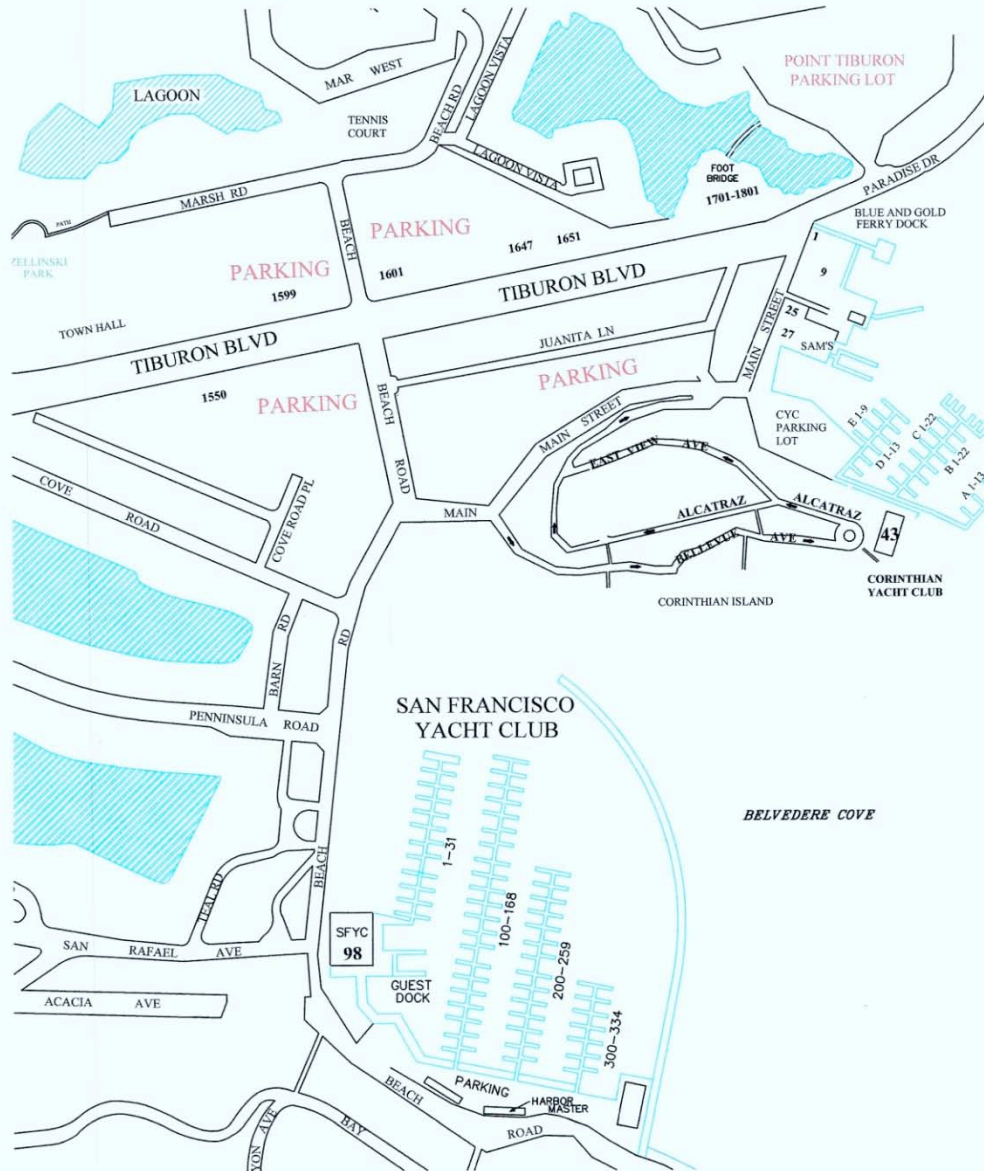 POINT TIBURON
PARKING LOT
MAR WEST
LAGOON
TENNIS
COURT
BEACH RD
LAGOON VISTA
LAGOON VISTA
FOOT
BRIDGE
1701-1801
PARADISE DR
MARSH RD
PATH
BLUE AND GOLD
FERRY DOCK
PARKING
BEACH
1
ZELLINSKI
PARK
PARKING
1601
1647
1651
9
1599
TIBURON BLVD
TOWN HALL
TIBURON BLVD
JUANITA LN
MAIN STREET
25
27
SAM'S
1550
PARKING
PARKING
BEACH
ROAD
MAIN STREET
CYC
PARKING
LOT
E 1-9
D 1-13
C 1-22
B 1-22
A 1-13
EAST VIEW AVE
COVE
ROAD
COVE ROAD PL
MAIN
ALCATRAZ
ALCATRAZ
BELLEVUE AVE
43
CORINTHIAN
YACHT CLUB
CORINTHIAN ISLAND
BARN RD
RD
PENNINSULA ROAD
SAN FRANCISCO
YACHT CLUB
BELVEDERE COVE
1-31
BEACH
TEAL RD
100-168
200-259
300-334
SFYC
98
SAN RAFAEL AVE
GUEST
DOCK
ACACIA AVE
PARKING
HARBOR
MASTER
BEACH
ROAD
BAY
YON AVE